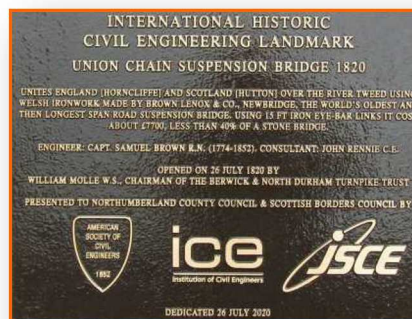 INTERNATIONAL HISTORIC
CIVIL ENGINEERING LANDMARK
UNION CHAIN SUSPENSION BRIDGE 1820
UNITES ENGLAND [HORNCLIFFE] AND SCOTLAND [HUTTON] OVER THE RIVER TWEED USING
WELSH IRONWORK MADE BY BROWN LENOX & CO., NEWBRIDGE, THE WORLD'S OLDEST AND
THEN LONGEST SPAN ROAD SUSPENSION BRIDGE. USING 15 FT IRON EYE-BAR LINKS IT COST
ABOUT £7700, LESS THAN 40% OF A STONE BRIDGE.
ENGINEER: CAPT. SAMUEL BROWN R.N. (1774-1852). CONSULTANT: JOHN RENNIE C.E.
OPENED ON 26 JULY 1820 BY
WILLIAM MOLLE W.S., CHAIRMAN OF THE BERWICK & NORTH DURHAM TURNPIKE TRUST
PRESENTED TO NORTHUMBERLAND COUNTY COUNCIL & SCOTTISH BORDERS COUNCIL BY
AMERICAN
SOCIETY OF
CIVIL
ENGINEERS
1852
ice
Institution of Civil Engineers
JSCE
DEDICATED 26 JULY 2020